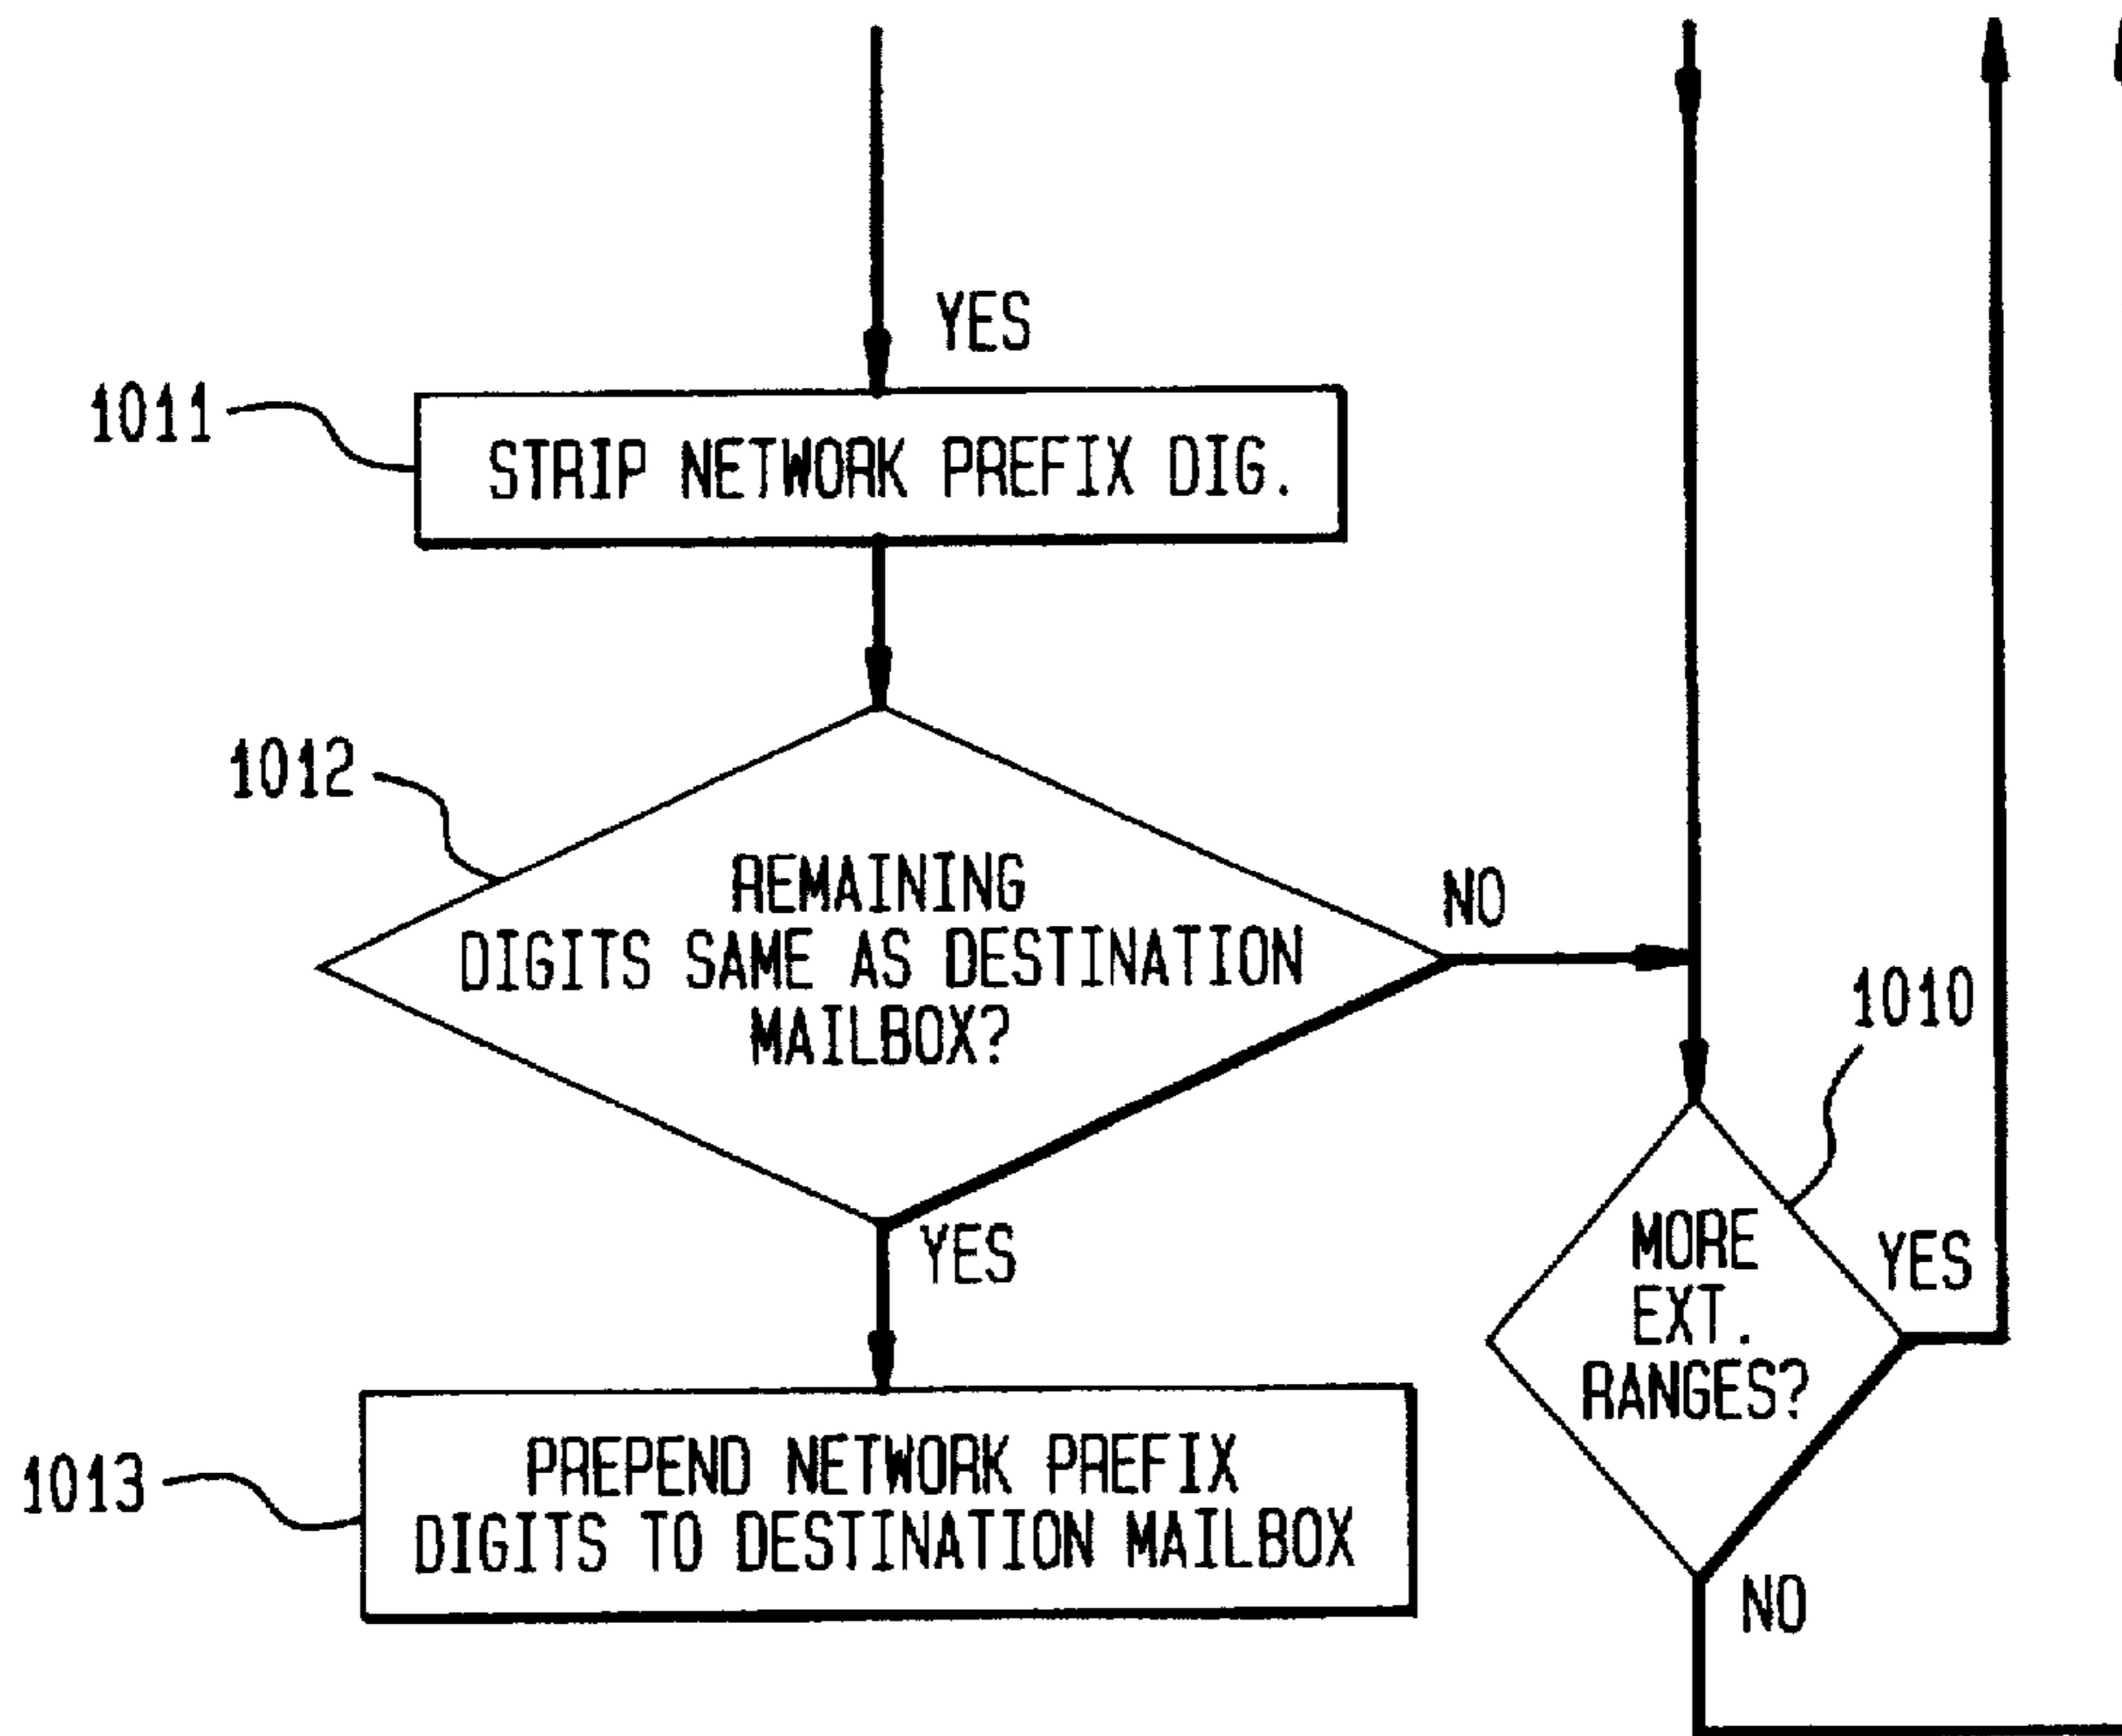 YES
1011
STRIP NETWORK PREFIX DIG.
1012
REMAINING
DIGITS SAME AS DESTINATION
MAILBOX?
NO
1010
YES
MORE
EXT.
RANGES?
YES
NO
1013
PREPEND NETWORK PREFIX
DIGITS TO DESTINATION MAILBOX